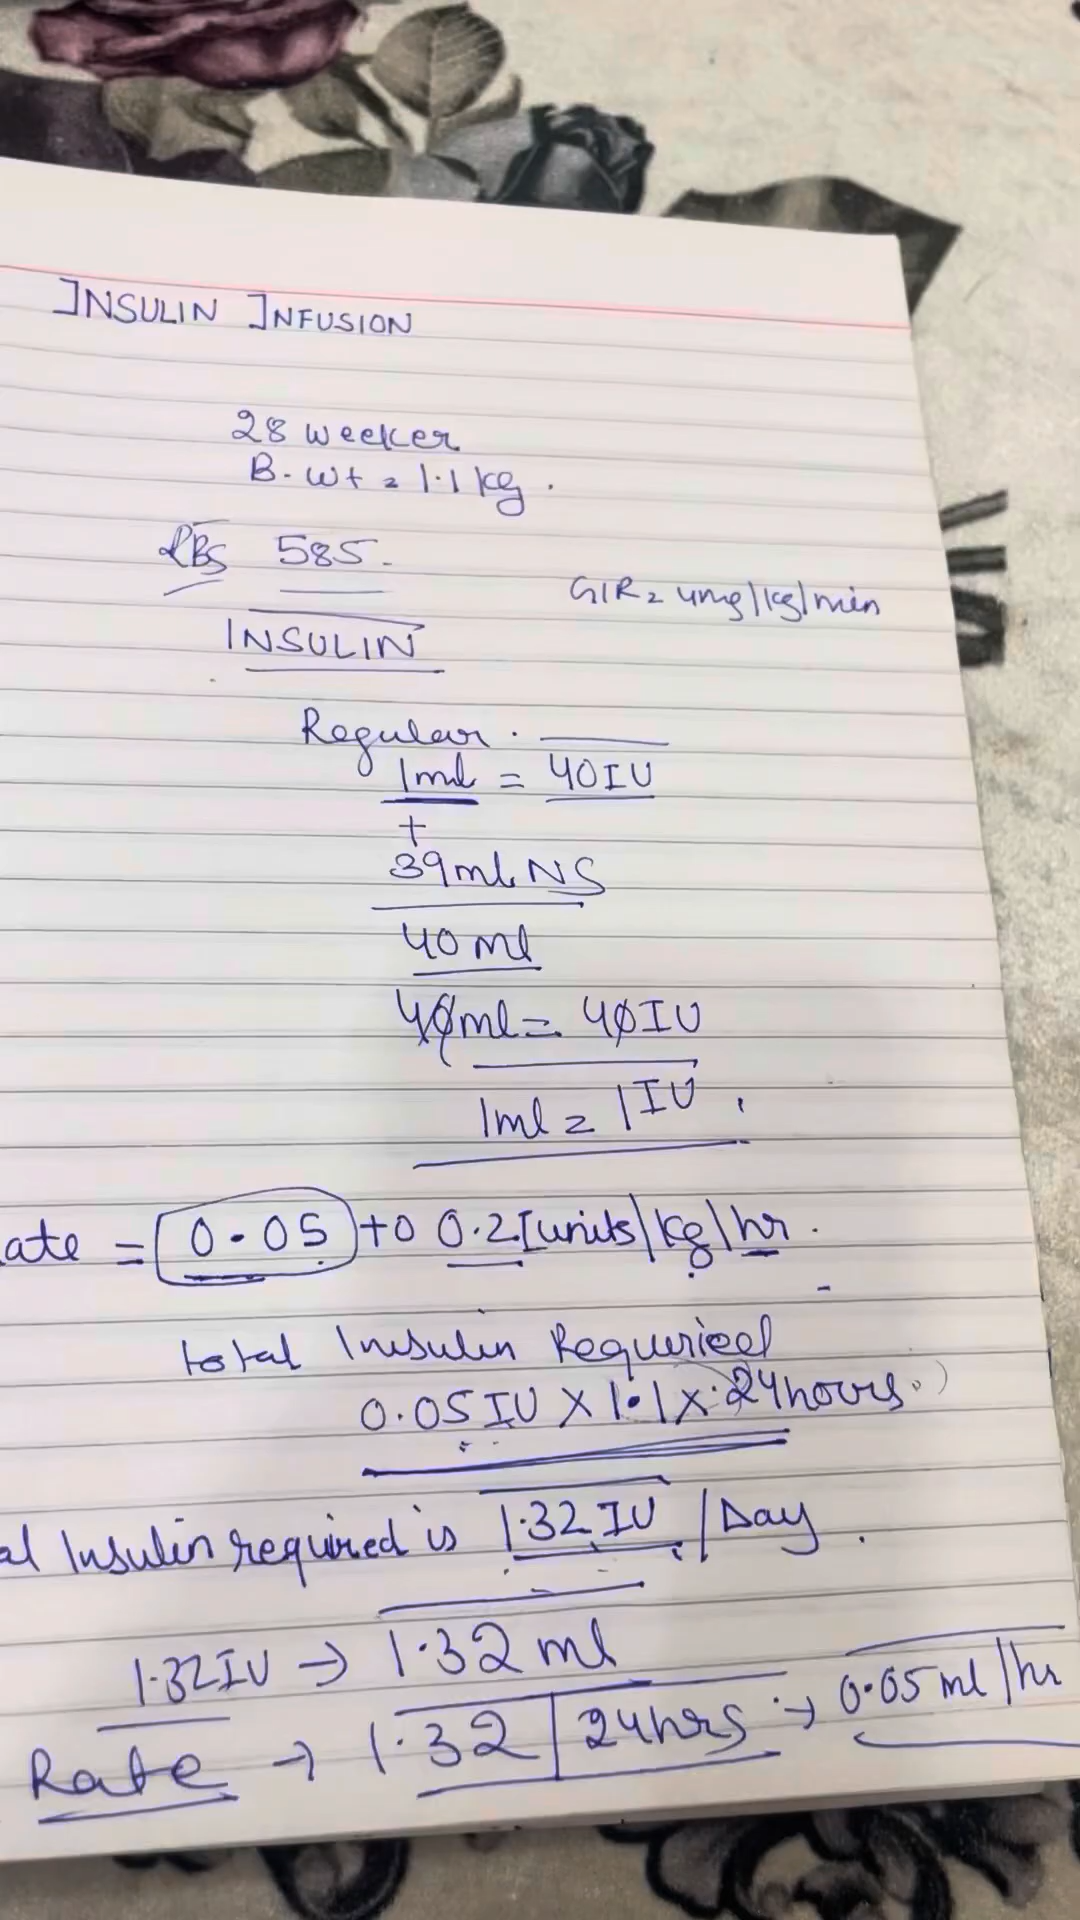 INSULIN INFUSION
28 weeker
B. wt = 1.1 kg.
RBS 585.
GIR = 4mg/kg/min
INSULIN
Regular.
1ml = 40IU
+
39ml NS
40 ml
40ml = 40IU
1ml = 1IU.
ate = 0.05 to 0.2 Iunits/kg/hr.
total Insulin Required
0.05 IU X 1.1 X 24hours.
al Insulin required is 1.32 IU /Day.
1.32IU → 1.32 ml
Rate → 1.32/24hrs → 0.05 ml/hr